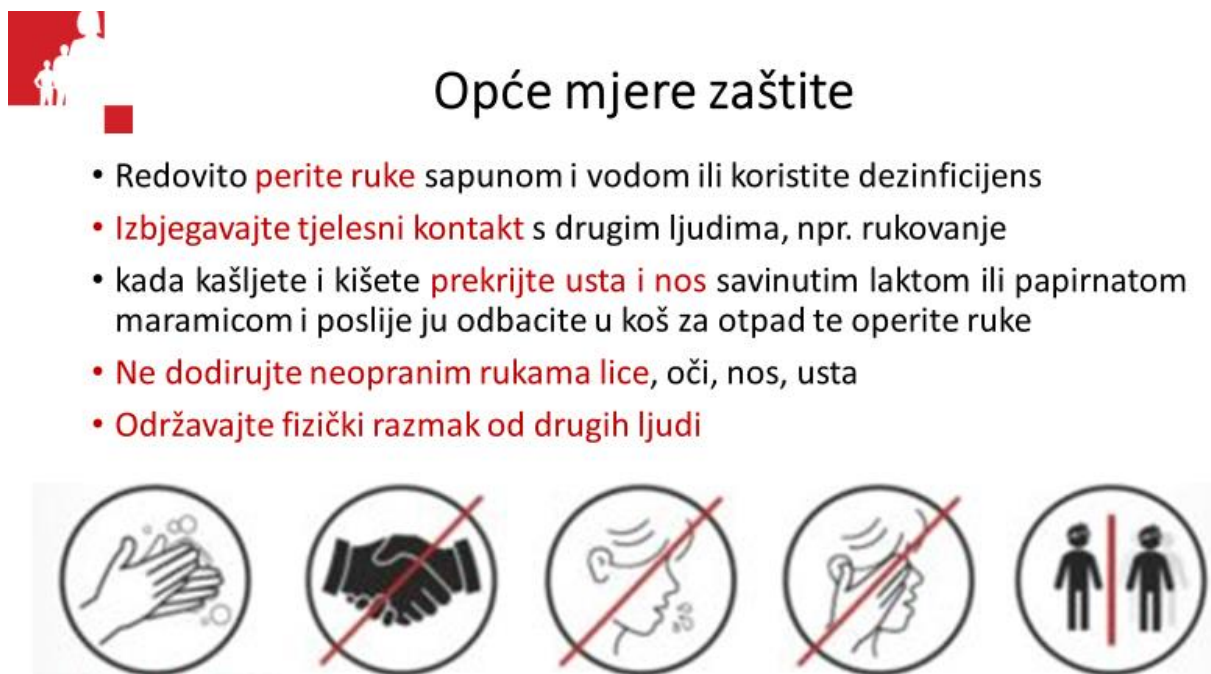 Opće mjere zaštite
• Redovito perite ruke sapunom i vodom ili koristite dezinficijens
• Izbjegavajte tjelesni kontakt s drugim ljudima, npr. rukovanje
• kada kašljete i kišete prekrijte usta i nos savinutim laktom ili papirnatom
maramicom i poslije ju odbacite u koš za otpad te operite ruke
• Ne dodirujte neopranim rukama lice, oči, nos, usta
• Održavajte fizički razmak od drugih ljudi